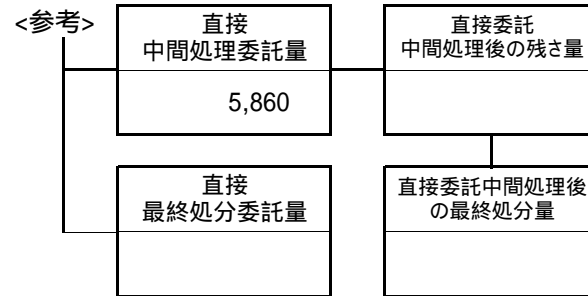 <参考>
直接
中間処理委託量
5,860
直接委託
中間処理後の残さ量
直接
最終処分委託量
直接委託中間処理後
の最終処分量